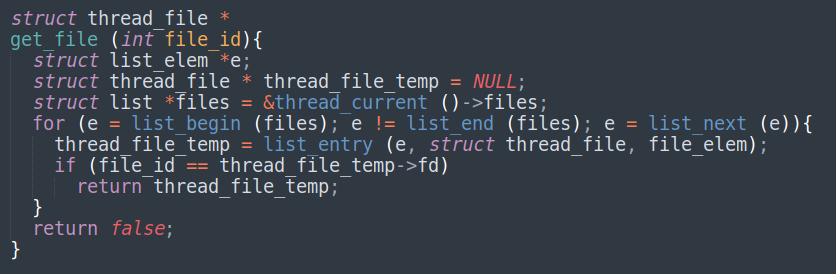 struct thread_file *
get_file (int file_id){
  struct list_elem *e;
  struct thread_file * thread_file_temp = NULL;
  struct list *files = &thread_current ()->files;
  for (e = list_begin (files); e != list_end (files); e = list_next (e)){
    thread_file_temp = list_entry (e, struct thread_file, file_elem);
    if (file_id == thread_file_temp->fd)
      return thread_file_temp;
  }
  return false;
}